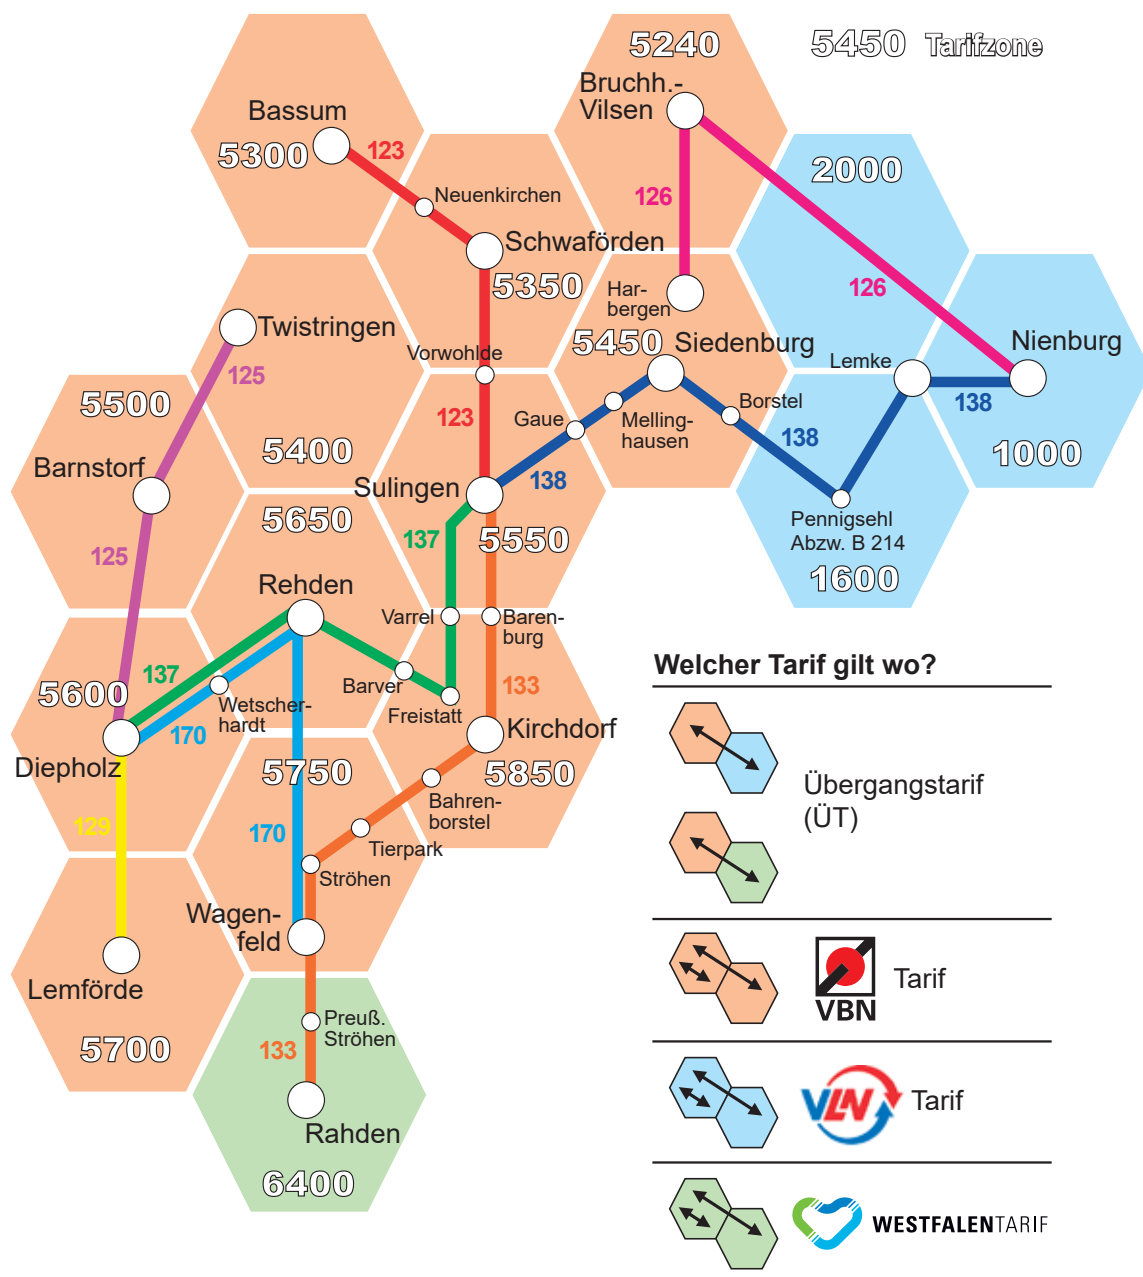 5240
5450 Tarifzone
Bruchh.-
Vilsen
Bassum
5300
123
Neuenkirchen
126
2000
Schwaförden
5350
Har-
bergen
126
Twistringen
5450
Siedenburg
Nienburg
Vorwohlde
Lemke
125
5500
123
Gaue
Melling-
hausen
Borstel
138
138
5400
Barnstorf
1000
Sulingen
138
Pennigsehl
Abzw. B 214
1600
5650
137
5550
125
Rehden
Varrel
Baren-
burg
Welcher Tarif gilt wo?
137
5600
Wetscher-
hardt
Barver
Freistatt
133
170
Kirchdorf
Diepholz
5750
5850
Übergangstarif
(ÜT)
Bahren-
borstel
129
170
Tierpark
Ströhen
Wagen-
feld
Lemförde
VBN
Tarif
Preuß.
Ströhen
5700
133
VLN
Tarif
Rahden
6400
WESTFALENTARIF